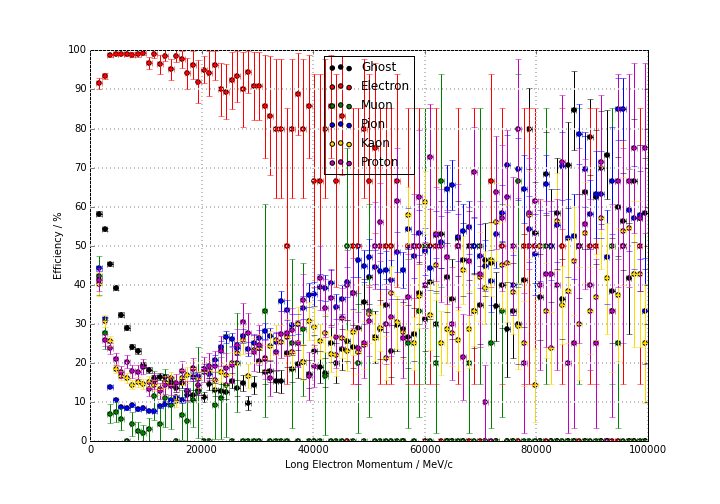 100
90
80
70
60
50
40
30
20
10
0
Efficiency / %
Ghost
Electron
Muon
Pion
Kaon
Proton
0 20000 40000 60000 80000 100000
Long Electron Momentum / MeV/c